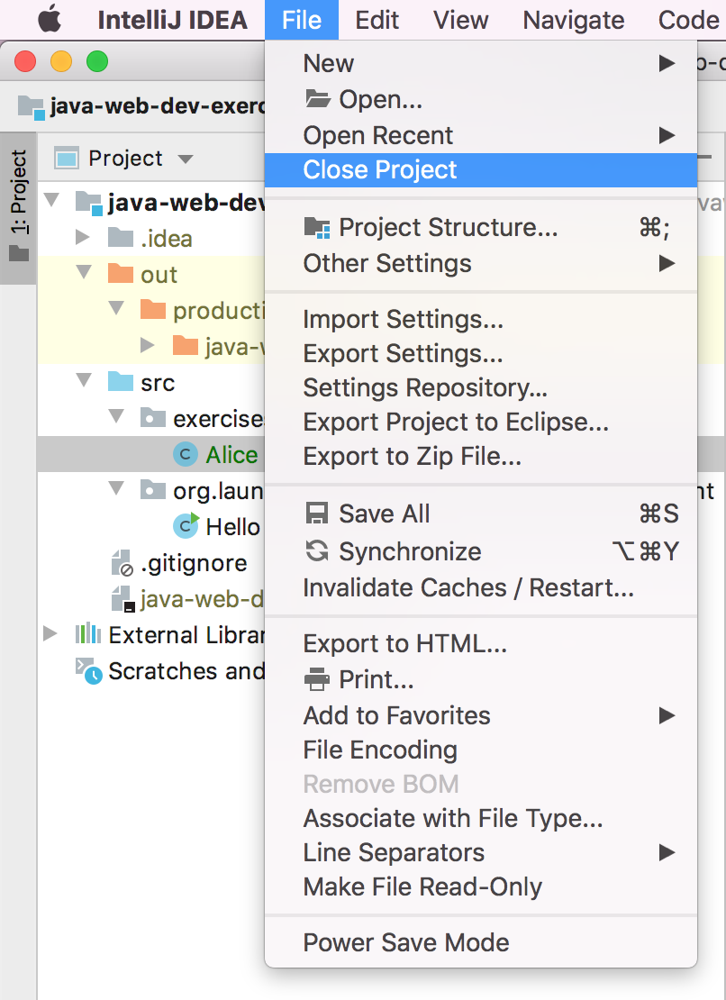 IntelliJ IDEA File Edit View Navigate Code
java-web-dev-exerc
1: Project
Project
java-web-dev
.idea
out
producti
java-w
src
exercise
Alice
org.laun
Hello
.gitignore
java-web-d
External Librar
Scratches and
New
Open...
Open Recent
Close Project
Project Structure... ⌘;
Other Settings
Import Settings...
Export Settings...
Settings Repository...
Export Project to Eclipse...
Export to Zip File...
Save All ⌘S
Synchronize ⌥⌘Y
Invalidate Caches / Restart...
Export to HTML...
Print...
Add to Favorites
File Encoding
Remove BOM
Associate with File Type...
Line Separators
Make File Read-Only
Power Save Mode